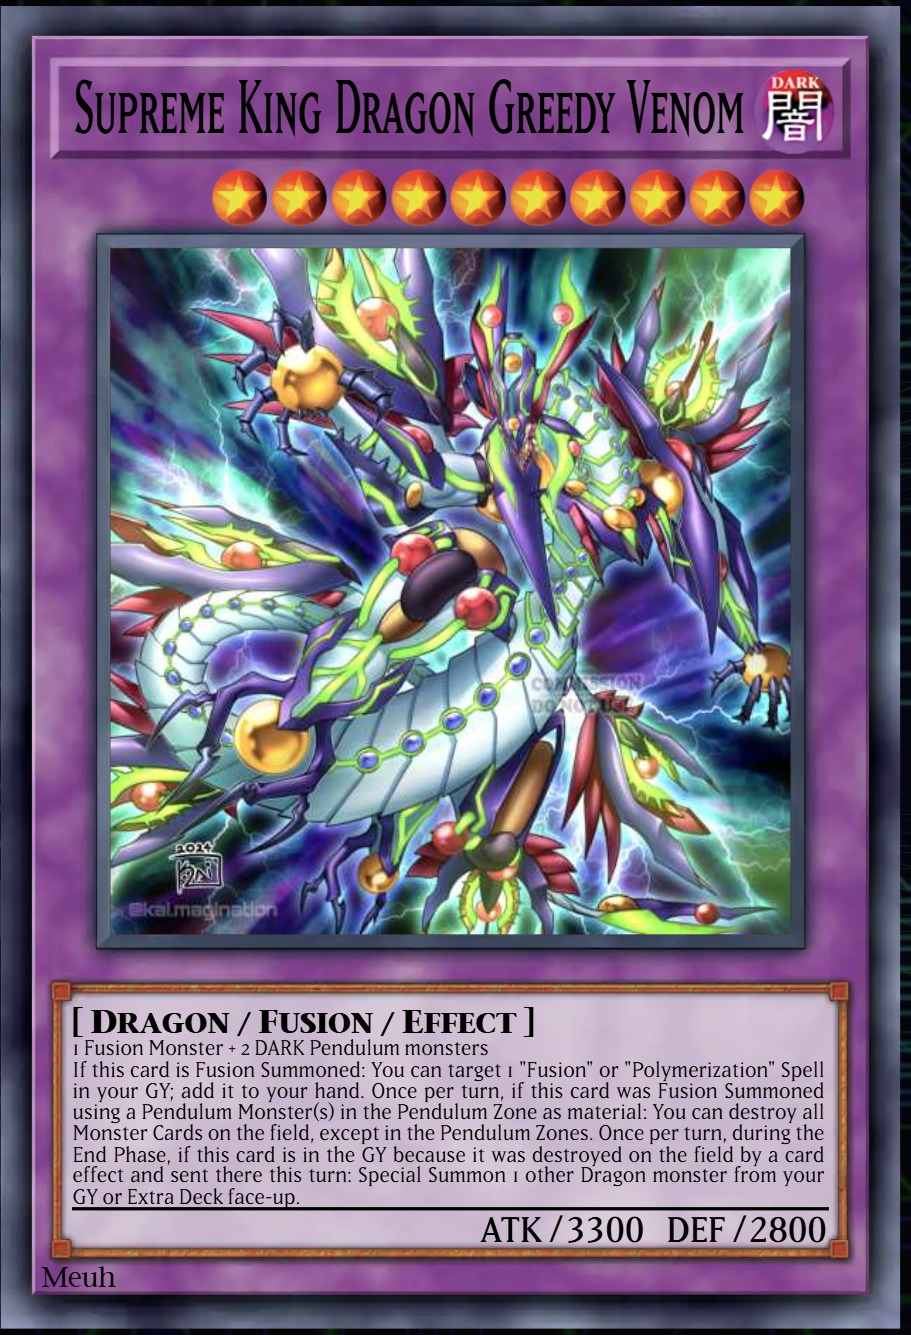 Supreme King Dragon Greedy Venom
DARK
闇
2024
KAI
@kai.magination
[ Dragon / Fusion / Effect ]
1 Fusion Monster + 2 DARK Pendulum monsters
If this card is Fusion Summoned: You can target 1 "Fusion" or "Polymerization" Spell
in your GY; add it to your hand. Once per turn, if this card was Fusion Summoned
using a Pendulum Monster(s) in the Pendulum Zone as material: You can destroy all
Monster Cards on the field, except in the Pendulum Zones. Once per turn, during the
End Phase, if this card is in the GY because it was destroyed on the field by a card
effect and sent there this turn: Special Summon 1 other Dragon monster from your
GY or Extra Deck face-up.
ATK/3300 DEF/2800
Meuh